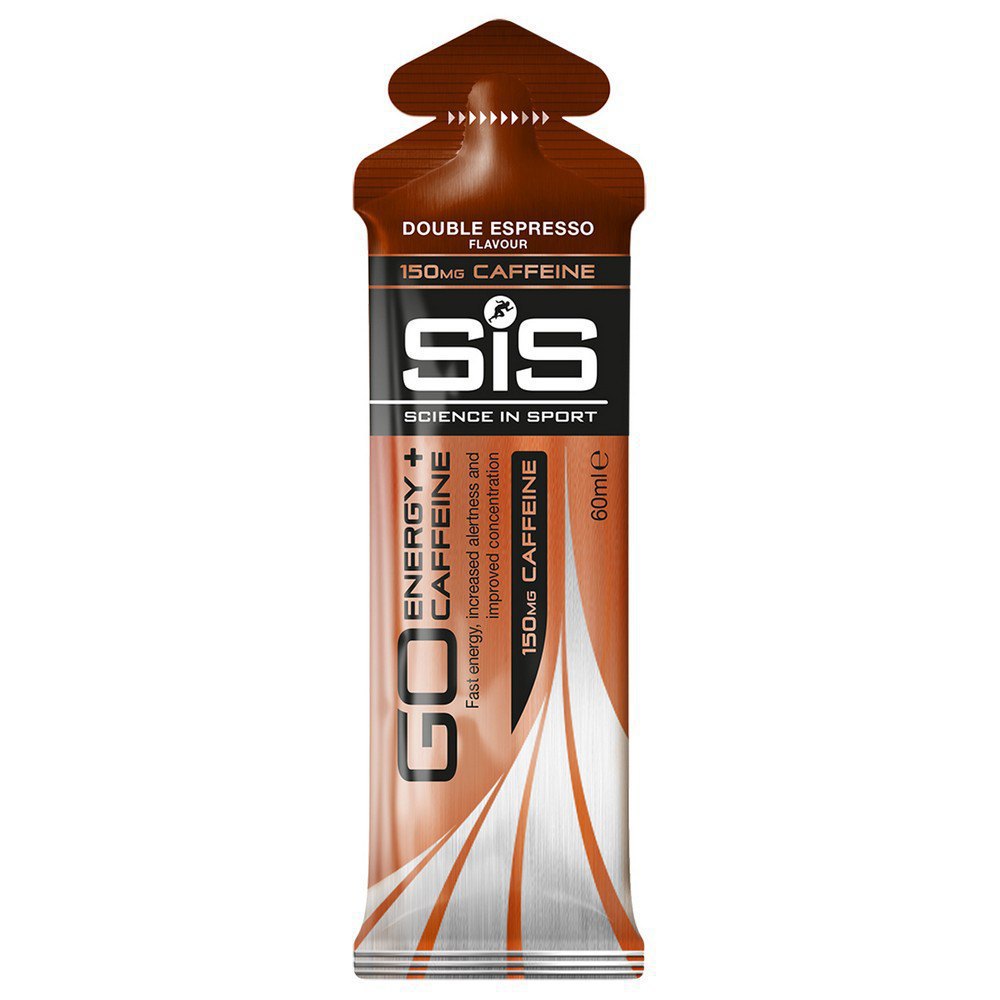 DOUBLE ESPRESSO
FLAVOUR
150MG CAFFEINE
SiS
SCIENCE IN SPORT
GO ENERGY +
CAFFEINE
Fast energy, increased alertness and
improved concentration
150MG CAFFEINE
60ml℮